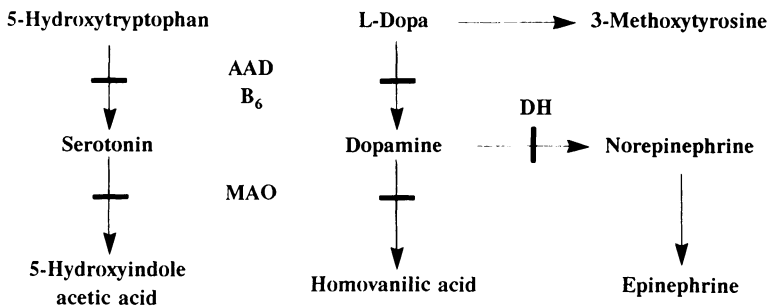 5-Hydroxytryptophan
L-Dopa
3-Methoxytyrosine
AAD
B6
DH
Serotonin
Dopamine
Norepinephrine
MAO
5-Hydroxyindole
acetic acid
Homovanilic acid
Epinephrine